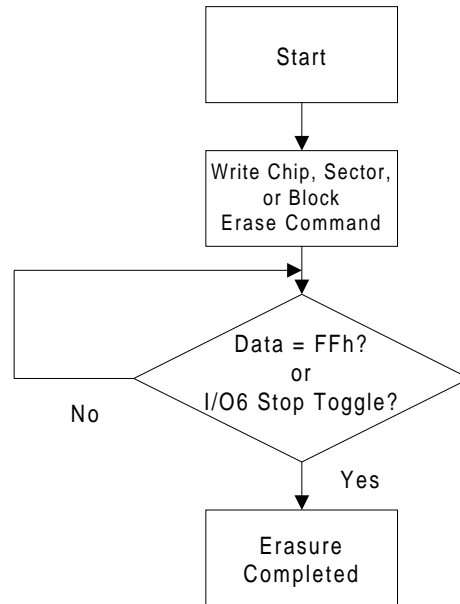 Start
Write Chip, Sector,
or Block
Erase Command
Data = FFh?
or
I/O6 Stop Toggle?
No
Yes
Erasure
Completed